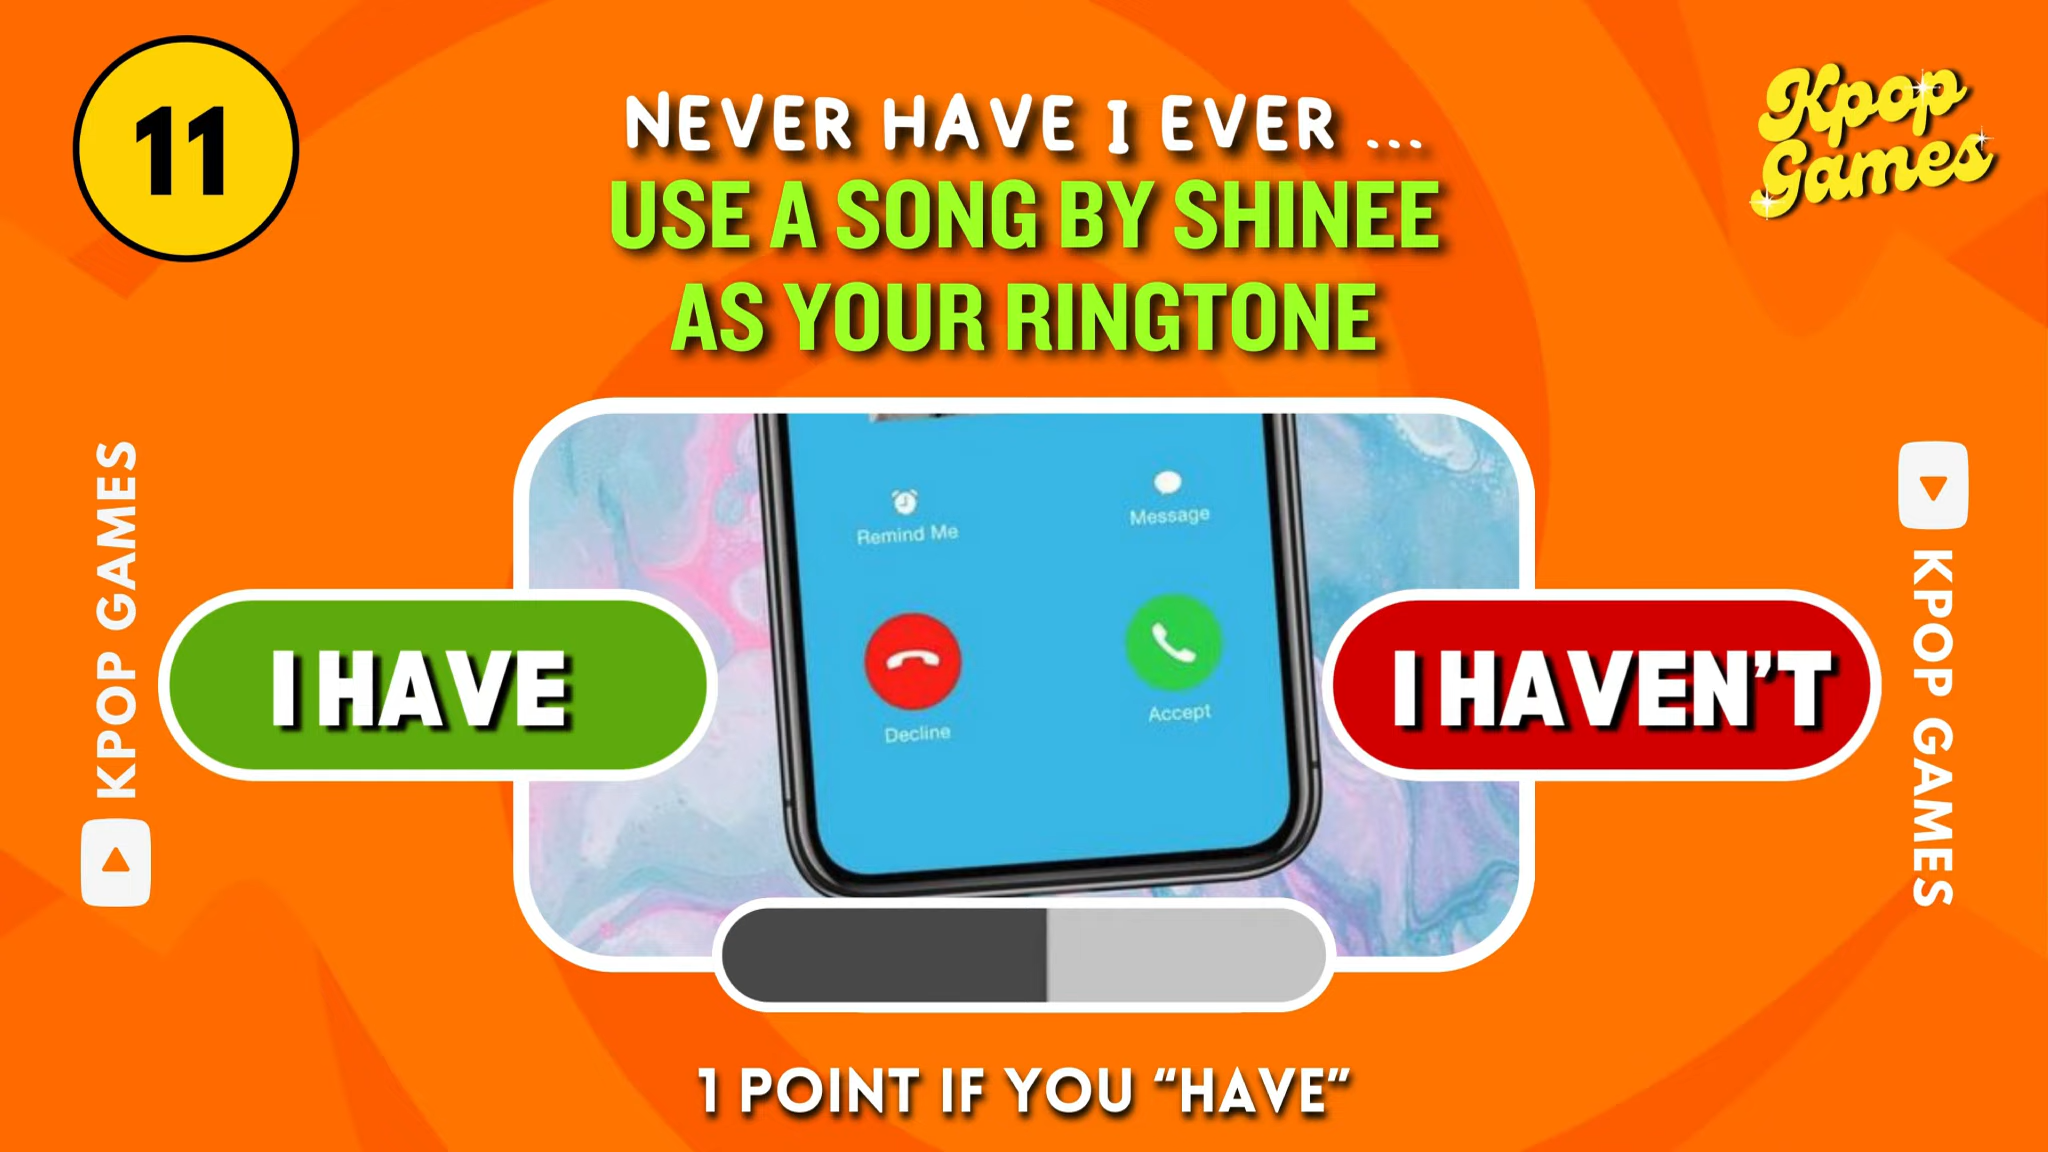 11
NEVER HAVE I EVER ...
USE A SONG BY SHINEE
AS YOUR RINGTONE
Kpop
Games
KPOP GAMES
I HAVE
Remind Me
Message
Decline
Accept
I HAVEN'T
KPOP GAMES
1 POINT IF YOU “HAVE”